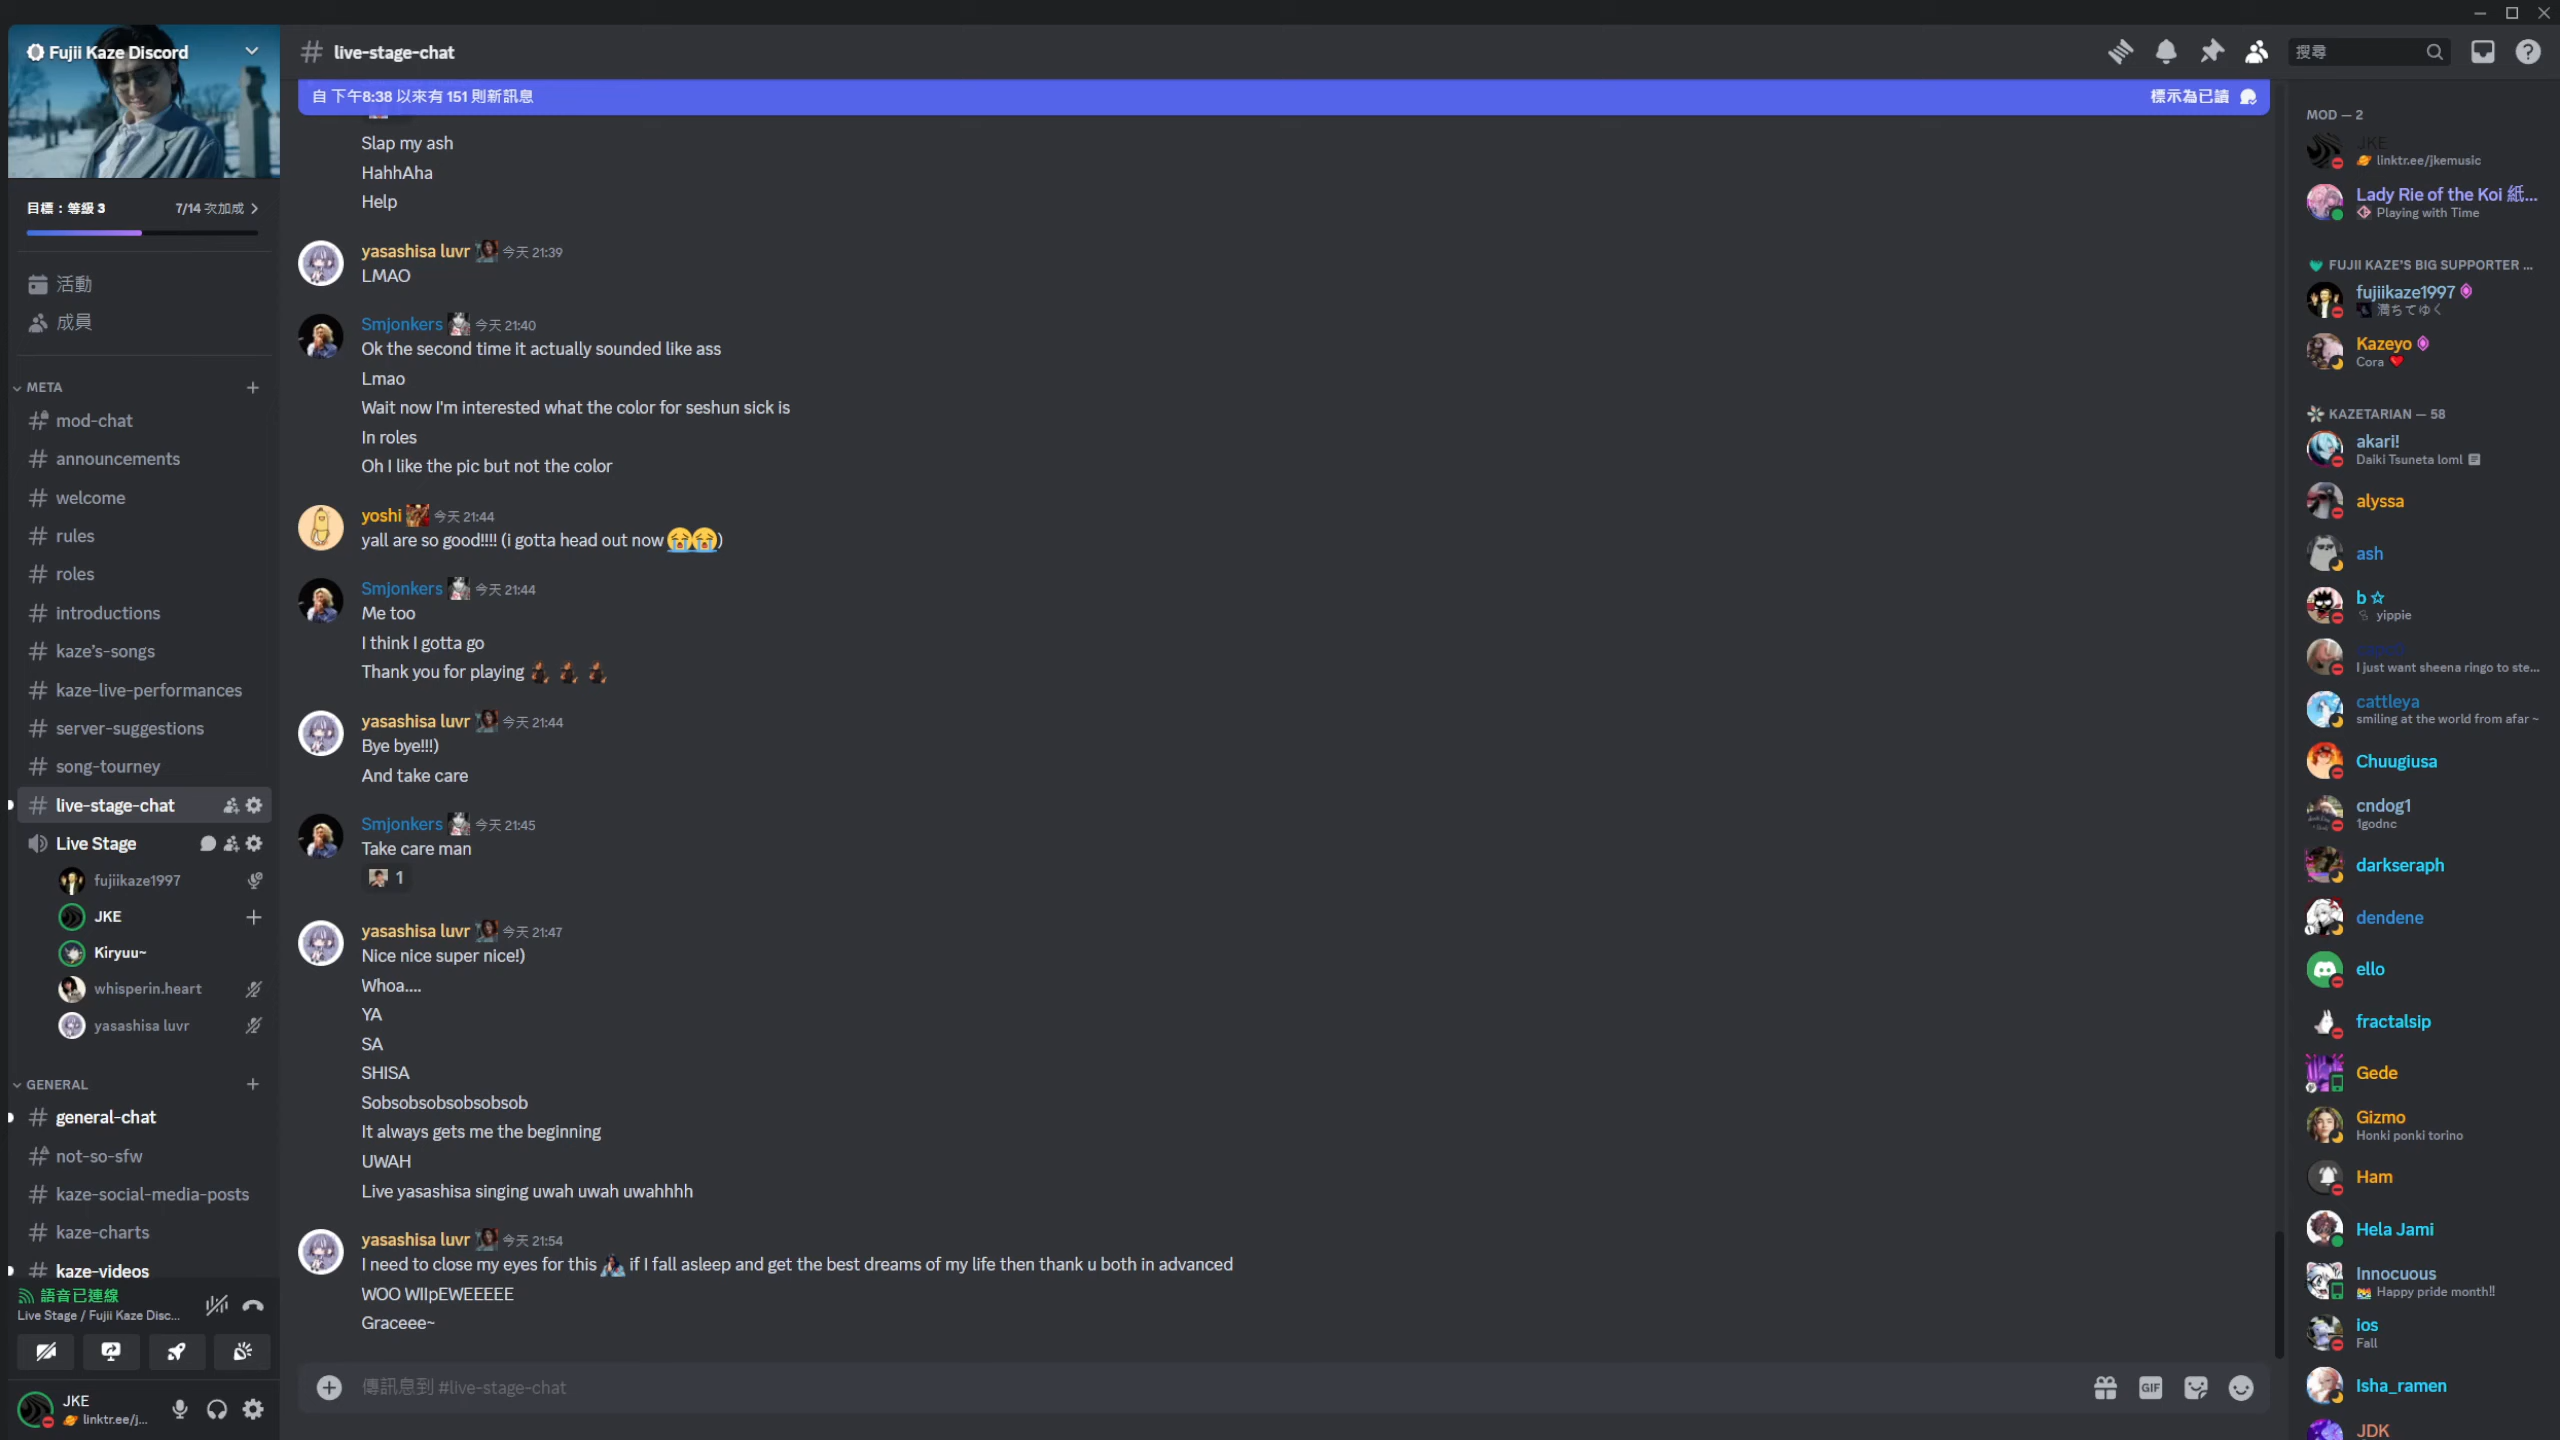 Fujii Kaze Discord
目標：等級 3
7/14 次加成
活動
成員
META
mod-chat
announcements
welcome
rules
roles
introductions
kaze's-songs
kaze-live-performances
server-suggestions
song-tourney
live-stage-chat
Live Stage
fujiikaze1997
JKE
Kiryuu~
whisperin.heart
yasashisa luvr
GENERAL
general-chat
not-so-sfw
kaze-social-media-posts
kaze-charts
kaze-videos
語音已連線
Live Stage / Fujii Kaze Disc...
JKE
linktr.ee/j...
live-stage-chat
搜尋
自 下午8:38 以來有 151 則新訊息
標示為已讀
Slap my ash
HahhAha
Help
yasashisa luvr 今天 21:39
LMAO
Smjonkers 今天 21:40
Ok the second time it actually sounded like ass
Lmao
Wait now I'm interested what the color for seshun sick is
In roles
Oh I like the pic but not the color
yoshi 今天 21:44
yall are so good!!!! (i gotta head out now 😭😭)
Smjonkers 今天 21:44
Me too
I think I gotta go
Thank you for playing
yasashisa luvr 今天 21:44
Bye bye!!!)
And take care
Smjonkers 今天 21:45
Take care man
1
yasashisa luvr 今天 21:47
Nice nice super nice!)
Whoa....
YA
SA
SHISA
Sobsobsobsobsobsob
It always gets me the beginning
UWAH
Live yasashisa singing uwah uwah uwahhhh
yasashisa luvr 今天 21:54
I need to close my eyes for this if I fall asleep and get the best dreams of my life then thank u both in advanced
WOO WIIpEWEEEEE
Graceee~
傳訊息到 #live-stage-chat
GIF
MOD — 2
JKE
linktr.ee/jkemusic
Lady Rie of the Koi 紙...
Playing with Time
FUJII KAZE'S BIG SUPPORTER ...
fujiikaze1997
満ちてゆく
Kazeyo
Cora ❤️
KAZETARIAN — 58
akari!
Daiki Tsuneta loml
alyssa
ash
b ☆
yippie
I just want sheena ringo to ste...
cattleya
smiling at the world from afar ~
Chuugiusa
cndog1
1godnc
darkseraph
dendene
ello
fractalsip
Gede
Gizmo
Honki ponki torino
Ham
Hela Jami
Innocuous
Happy pride month!!
ios
Fall
Isha_ramen
JDK